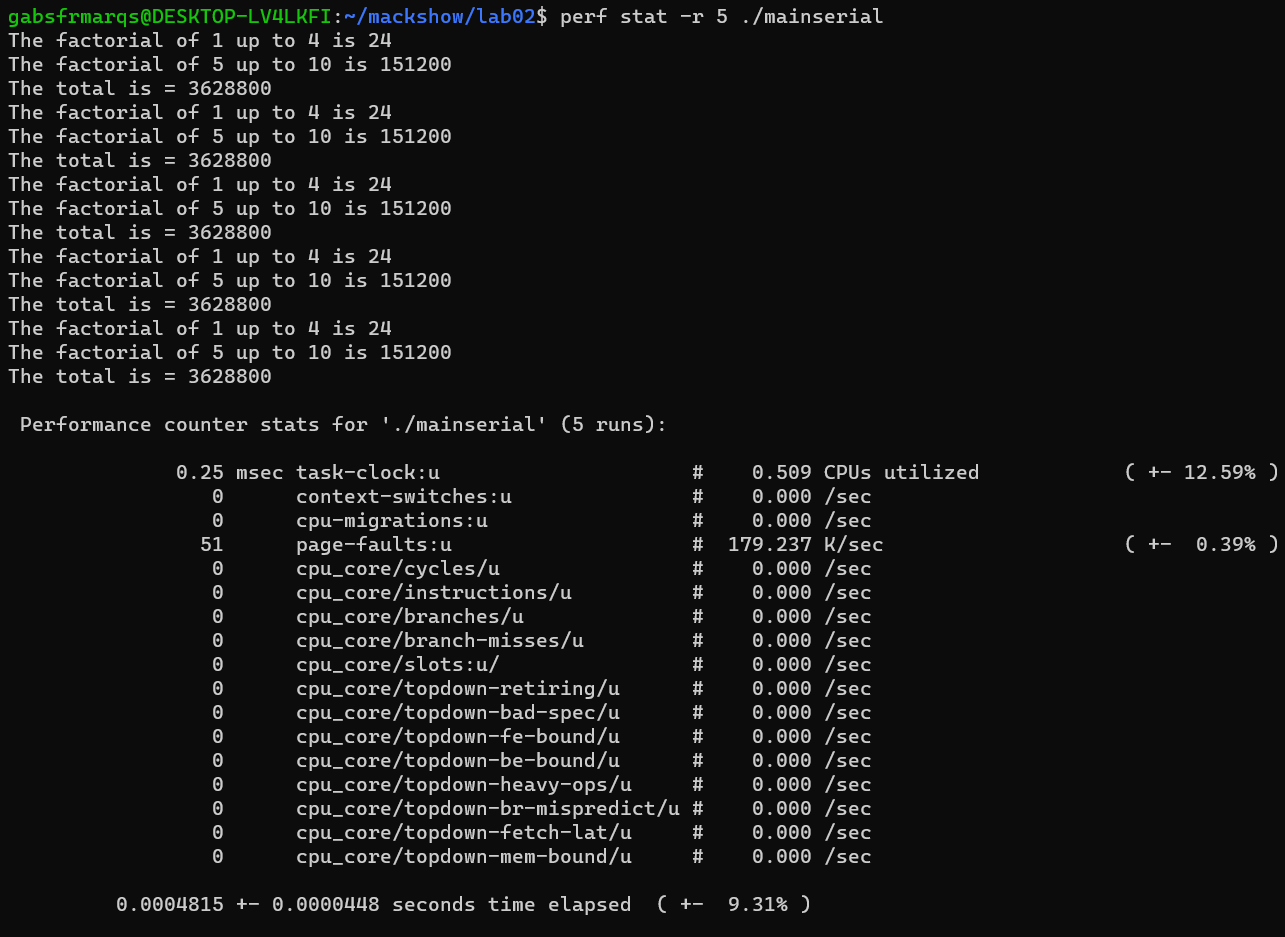 gabsfrmarqs@DESKTOP-LV4LKFI:~/mackshow/lab02$ perf stat -r 5 ./mainserial
The factorial of 1 up to 4 is 24
The factorial of 5 up to 10 is 151200
The total is = 3628800
The factorial of 1 up to 4 is 24
The factorial of 5 up to 10 is 151200
The total is = 3628800
The factorial of 1 up to 4 is 24
The factorial of 5 up to 10 is 151200
The total is = 3628800
The factorial of 1 up to 4 is 24
The factorial of 5 up to 10 is 151200
The total is = 3628800
The factorial of 1 up to 4 is 24
The factorial of 5 up to 10 is 151200
The total is = 3628800
Performance counter stats for './mainserial' (5 runs):
0.25 msec task-clock:u # 0.509 CPUs utilized ( +- 12.59% )
0 context-switches:u # 0.000 /sec
0 cpu-migrations:u # 0.000 /sec
51 page-faults:u # 179.237 K/sec ( +- 0.39% )
0 cpu_core/cycles/u # 0.000 /sec
0 cpu_core/instructions/u # 0.000 /sec
0 cpu_core/branches/u # 0.000 /sec
0 cpu_core/branch-misses/u # 0.000 /sec
0 cpu_core/slots:u/ # 0.000 /sec
0 cpu_core/topdown-retiring/u # 0.000 /sec
0 cpu_core/topdown-bad-spec/u # 0.000 /sec
0 cpu_core/topdown-fe-bound/u # 0.000 /sec
0 cpu_core/topdown-be-bound/u # 0.000 /sec
0 cpu_core/topdown-heavy-ops/u # 0.000 /sec
0 cpu_core/topdown-br-mispredict/u # 0.000 /sec
0 cpu_core/topdown-fetch-lat/u # 0.000 /sec
0 cpu_core/topdown-mem-bound/u # 0.000 /sec
0.0004815 +- 0.0000448 seconds time elapsed ( +- 9.31% )